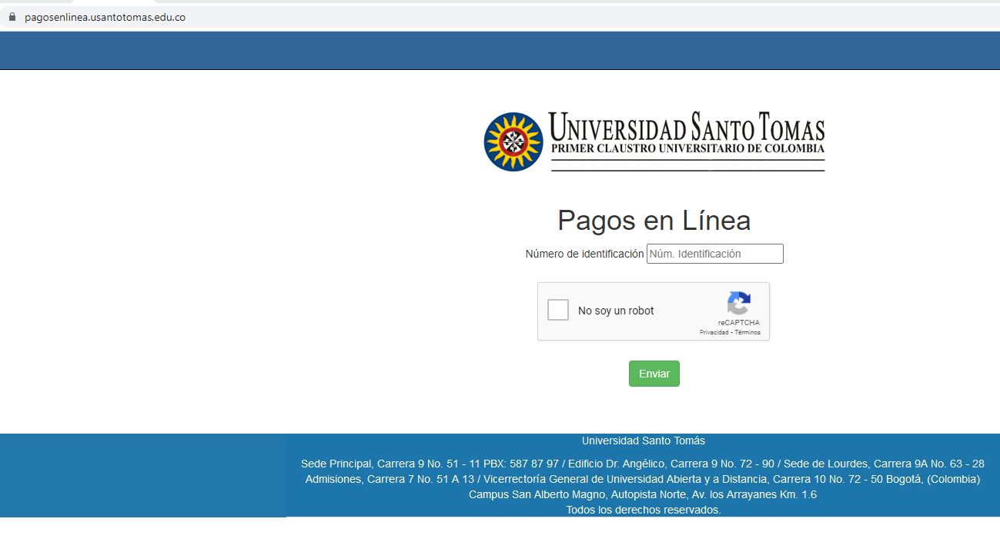 pagosenlinea.usantotomas.edu.co
UNIVERSIDAD SANTO TOMÁS
PRIMER CLAUSTRO UNIVERSITARIO DE COLOMBIA
Pagos en Línea
Número de identificación Núm. Identificación
No soy un robot
reCAPTCHA
Privacidad - Términos
Enviar
Universidad Santo Tomás
Sede Principal, Carrera 9 No. 51 - 11 PBX: 587 87 97 / Edificio Dr. Angélico, Carrera 9 No. 72 - 90 / Sede de Lourdes, Carrera 9A No. 63 - 28
Admisiones, Carrera 7 No. 51 A 13 / Vicerrectoría General de Universidad Abierta y a Distancia, Carrera 10 No. 72 - 50 Bogotá, (Colombia)
Campus San Alberto Magno, Autopista Norte, Av. los Arrayanes Km. 1.6
Todos los derechos reservados.